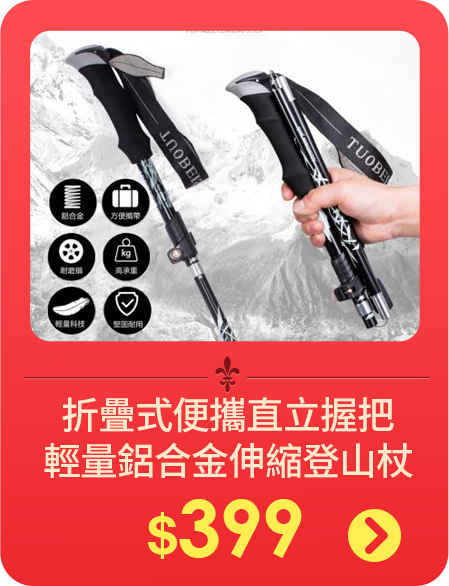 TUOBEI
TUOBEI
鋁合金
方便攜帶
kg
耐磨損
高承重
輕量科技
堅固耐用
折疊式便攜直立握把
輕量鋁合金伸縮登山杖
$399